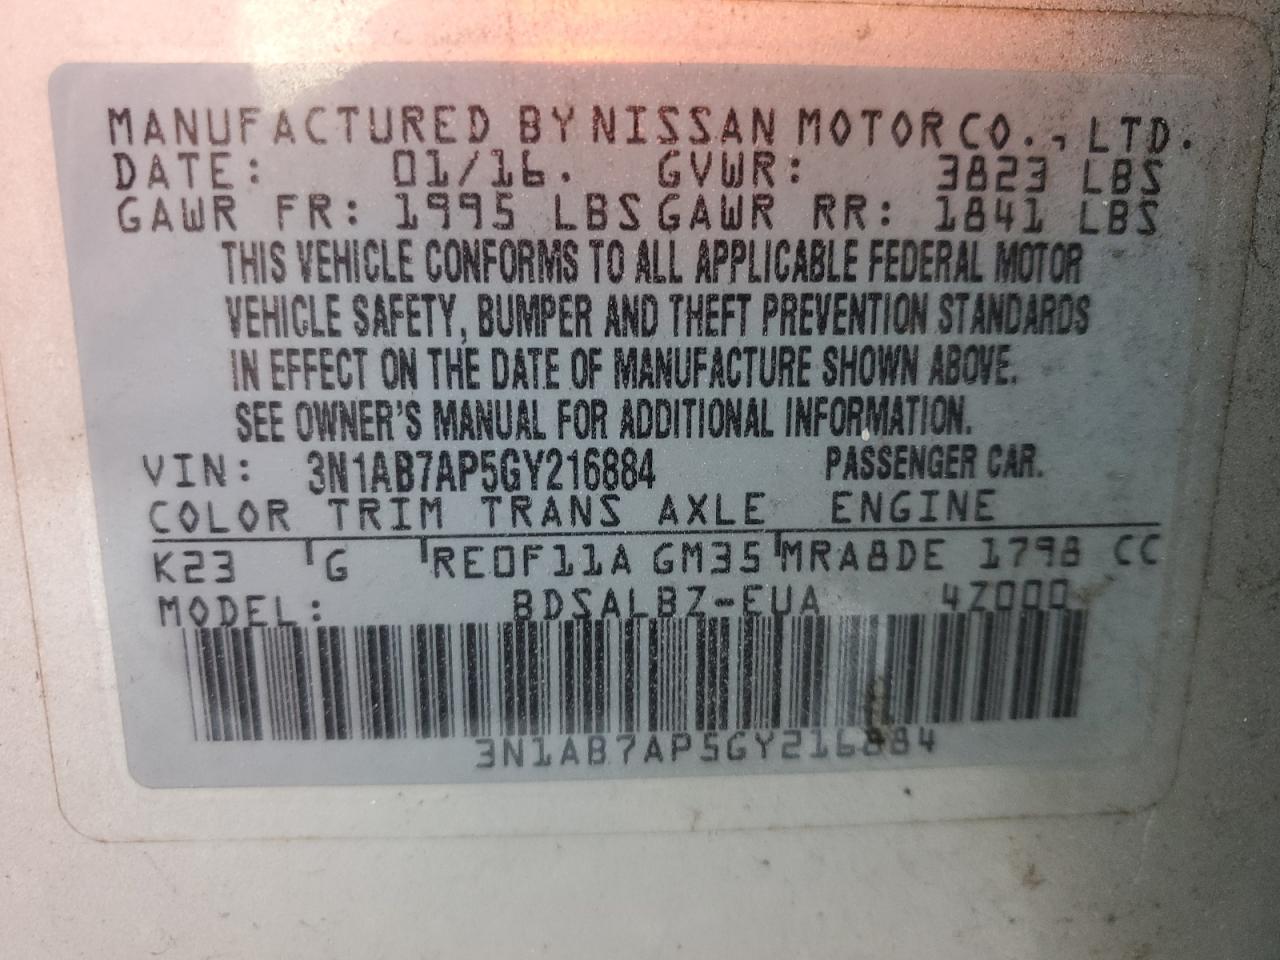 MANUFACTURED BY NISSAN MOTOR CO., LTD.
DATE: 01/16. GVWR: 3823 LBS
GAWR FR: 1995 LBS GAWR RR: 1841 LBS
THIS VEHICLE CONFORMS TO ALL APPLICABLE FEDERAL MOTOR
VEHICLE SAFETY, BUMPER AND THEFT PREVENTION STANDARDS
IN EFFECT ON THE DATE OF MANUFACTURE SHOWN ABOVE.
SEE OWNER'S MANUAL FOR ADDITIONAL INFORMATION.
VIN: 3N1AB7AP5GY216884 PASSENGER CAR.
COLOR TRIM TRANS AXLE ENGINE
K23 G RE0F11A GM35 MRA8DE 1798 CC
MODEL: BDSALBZ-EUA 4Z000
3N1AB7AP5GY216884